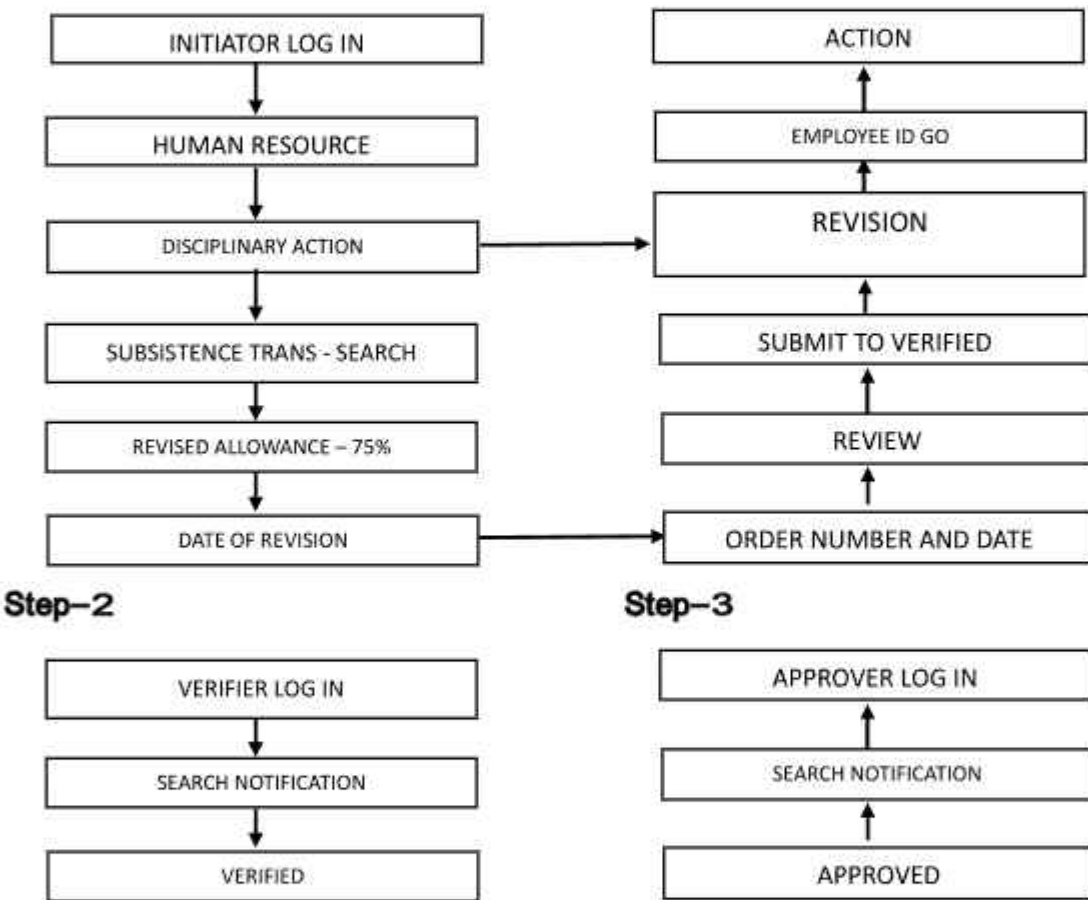 INITIATOR LOG IN
HUMAN RESOURCE
DISCIPLINARY ACTION
SUBSISTENCE TRANS - SEARCH
REVISED ALLOWANCE – 75%
DATE OF REVISION
ACTION
EMPLOYEE ID GO
REVISION
SUBMIT TO VERIFIED
REVIEW
ORDER NUMBER AND DATE
Step-2
VERIFIER LOG IN
SEARCH NOTIFICATION
VERIFIED
Step-3
APPROVER LOG IN
SEARCH NOTIFICATION
APPROVED